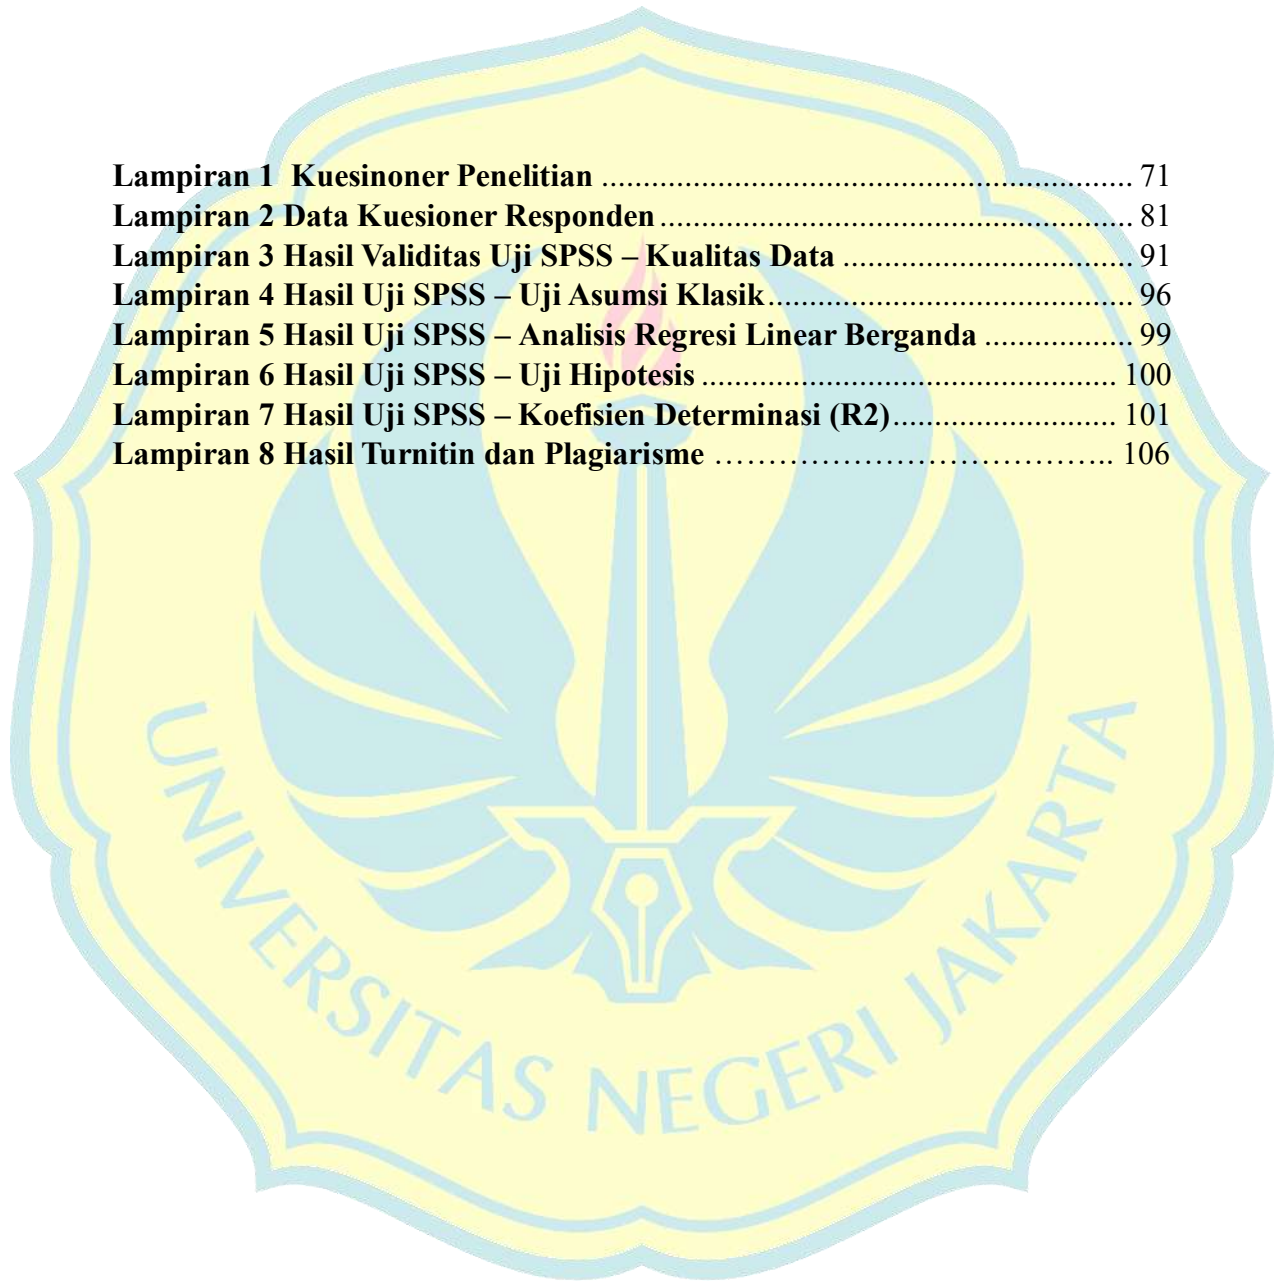 Lampiran 1  Kuesinoner Penelitian ................................................................ 71
Lampiran 2 Data Kuesioner Responden ......................................................... 81
Lampiran 3 Hasil Validitas Uji SPSS – Kualitas Data ................................... 91
Lampiran 4 Hasil Uji SPSS – Uji Asumsi Klasik............................................ 96
Lampiran 5 Hasil Uji SPSS – Analisis Regresi Linear Berganda .................. 99
Lampiran 6 Hasil Uji SPSS – Uji Hipotesis .................................................. 100
Lampiran 7 Hasil Uji SPSS – Koefisien Determinasi (R2)........................... 101
Lampiran 8 Hasil Turnitin dan Plagiarisme ……………………………….. 106
UNIVERSITAS NEGERI JAKARTA